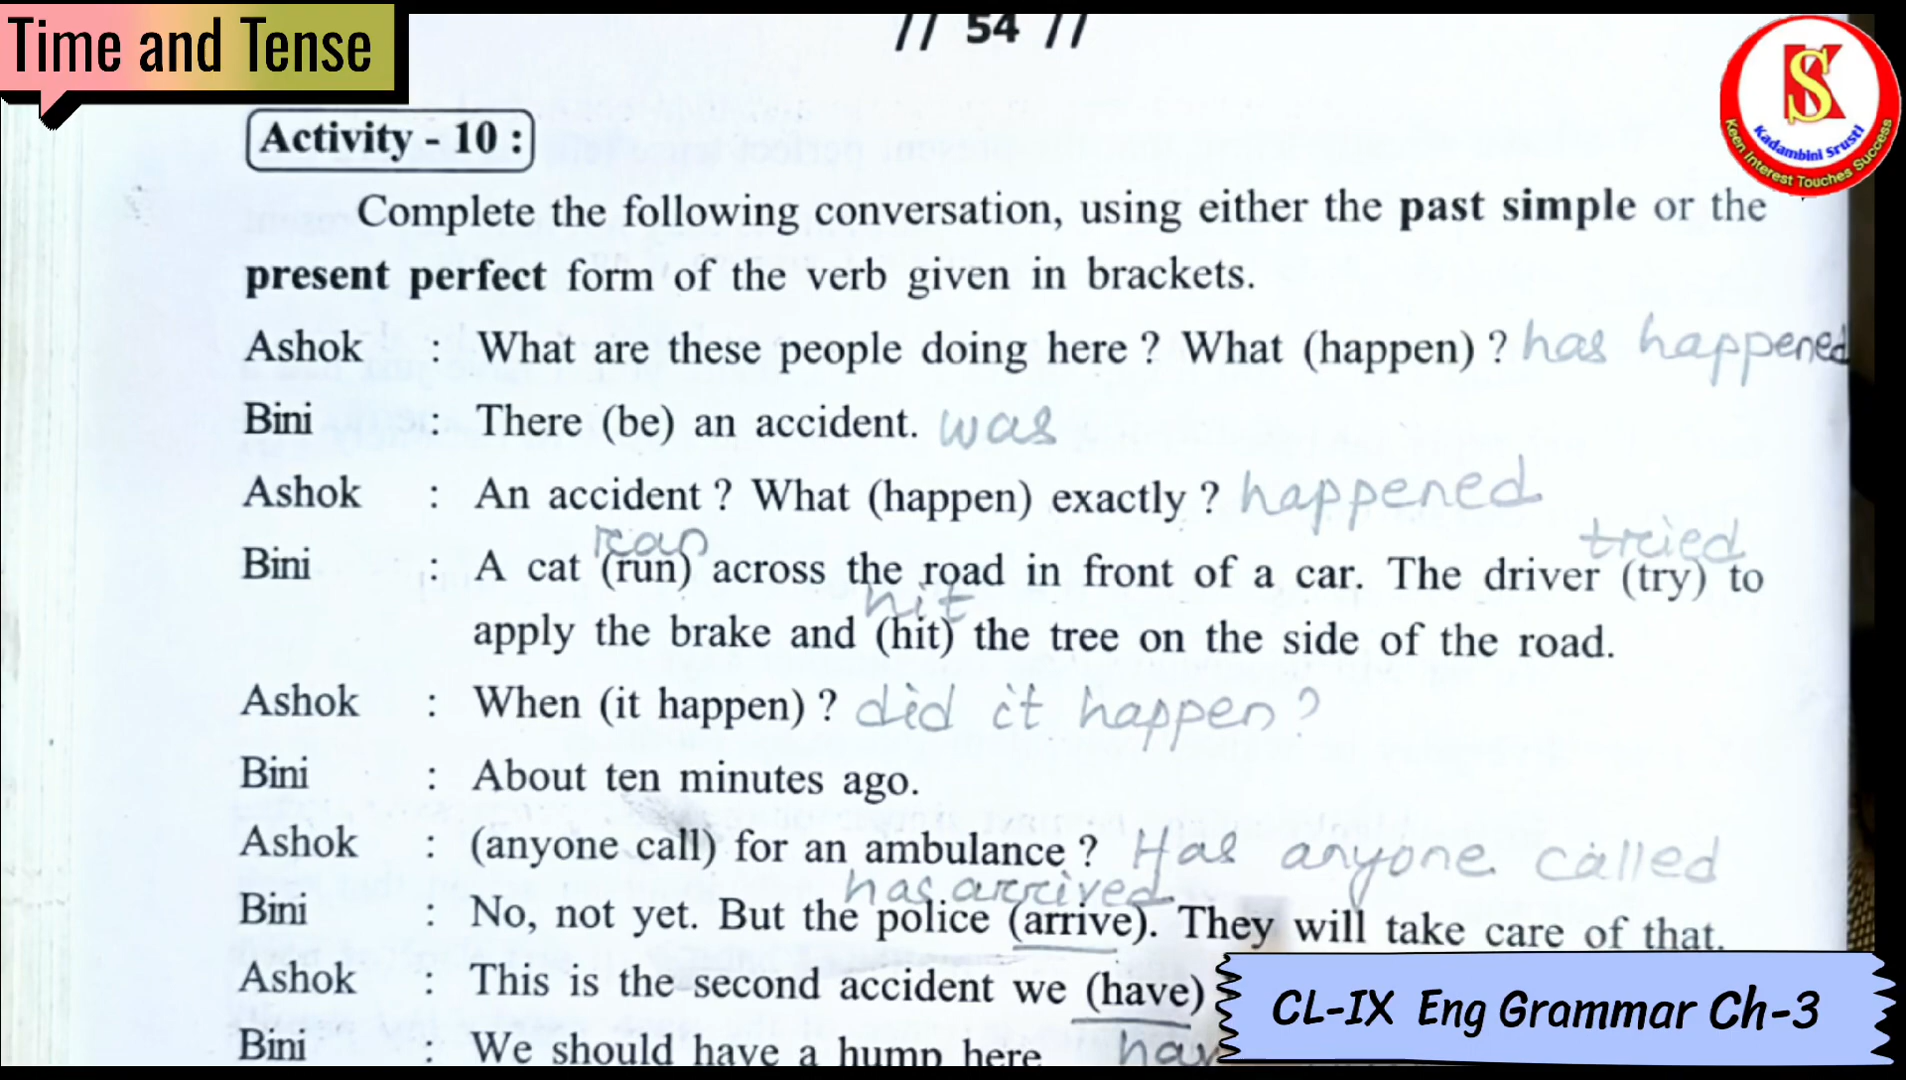 Time and Tense
// 54 //
KS
Kadambini Srusti
Keen Interest Touches Success
Activity - 10 :
Complete the following conversation, using either the past simple or the
present perfect form of the verb given in brackets.
Ashok : What are these people doing here ? What (happen) ? has happened
Bini : There (be) an accident. was
Ashok : An accident ? What (happen) exactly ? happened
ran tried
Bini : A cat (run) across the road in front of a car. The driver (try) to
hit
apply the brake and (hit) the tree on the side of the road.
Ashok : When (it happen) ? did it happen ?
Bini : About ten minutes ago.
Ashok : (anyone call) for an ambulance ? Has anyone called
has arrived
Bini : No, not yet. But the police (arrive). They will take care of that.
Ashok : This is the second accident we (have)
Bini : We should have a hump here
CL-IX Eng Grammar Ch-3